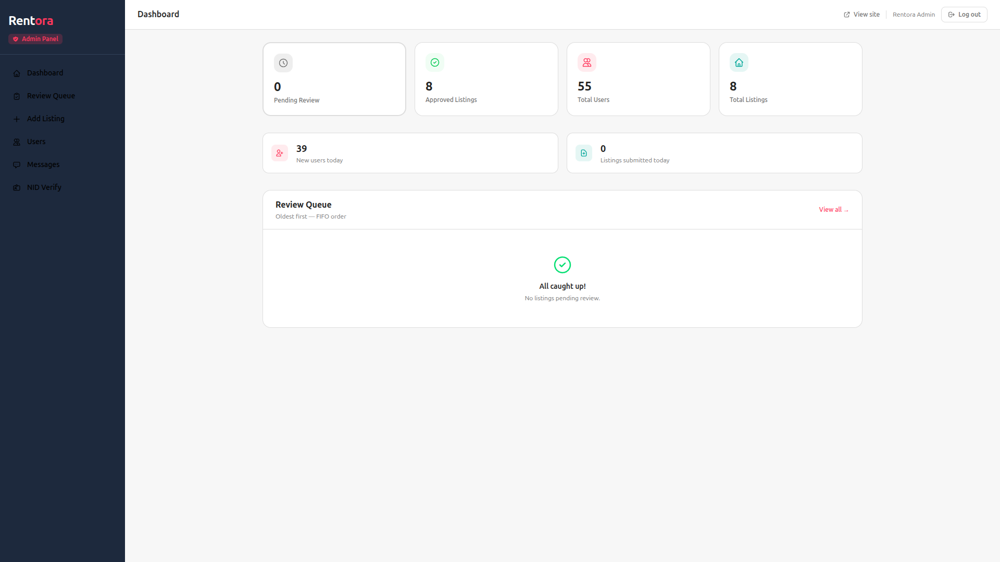 Rentora
Admin Panel
Dashboard
Review Queue
Add Listing
Users
Messages
NID Verify
Dashboard
View site
Rentora Admin
Log out
0
Pending Review
8
Approved Listings
55
Total Users
8
Total Listings
39
New users today
0
Listings submitted today
Review Queue
Oldest first — FIFO order
View all →
All caught up!
No listings pending review.